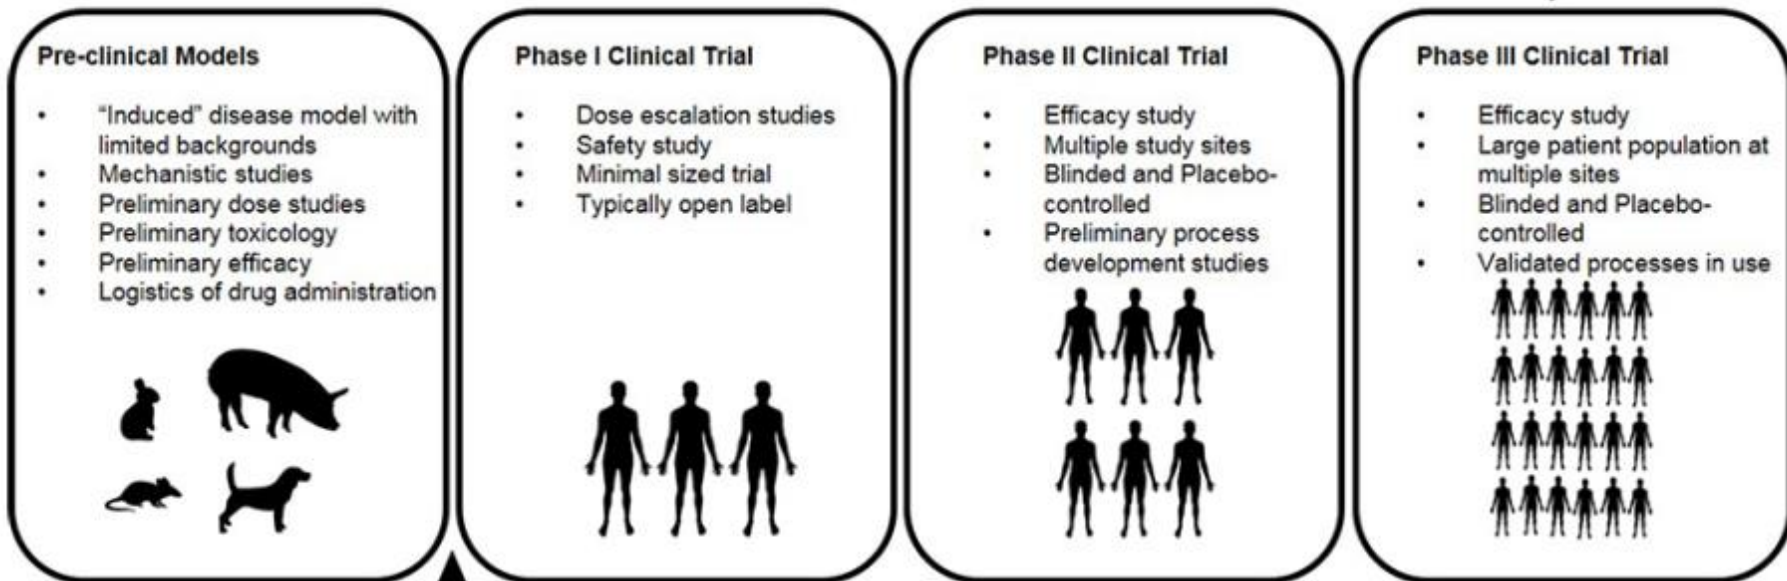 Pre-clinical Models
• "Induced" disease model with
limited backgrounds
• Mechanistic studies
• Preliminary dose studies
• Preliminary toxicology
• Preliminary efficacy
• Logistics of drug administration
Phase I Clinical Trial
• Dose escalation studies
• Safety study
• Minimal sized trial
• Typically open label
Phase II Clinical Trial
• Efficacy study
• Multiple study sites
• Blinded and Placebo-
controlled
• Preliminary process
development studies
Phase III Clinical Trial
• Efficacy study
• Large patient population at
multiple sites
• Blinded and Placebo-
controlled
• Validated processes in use